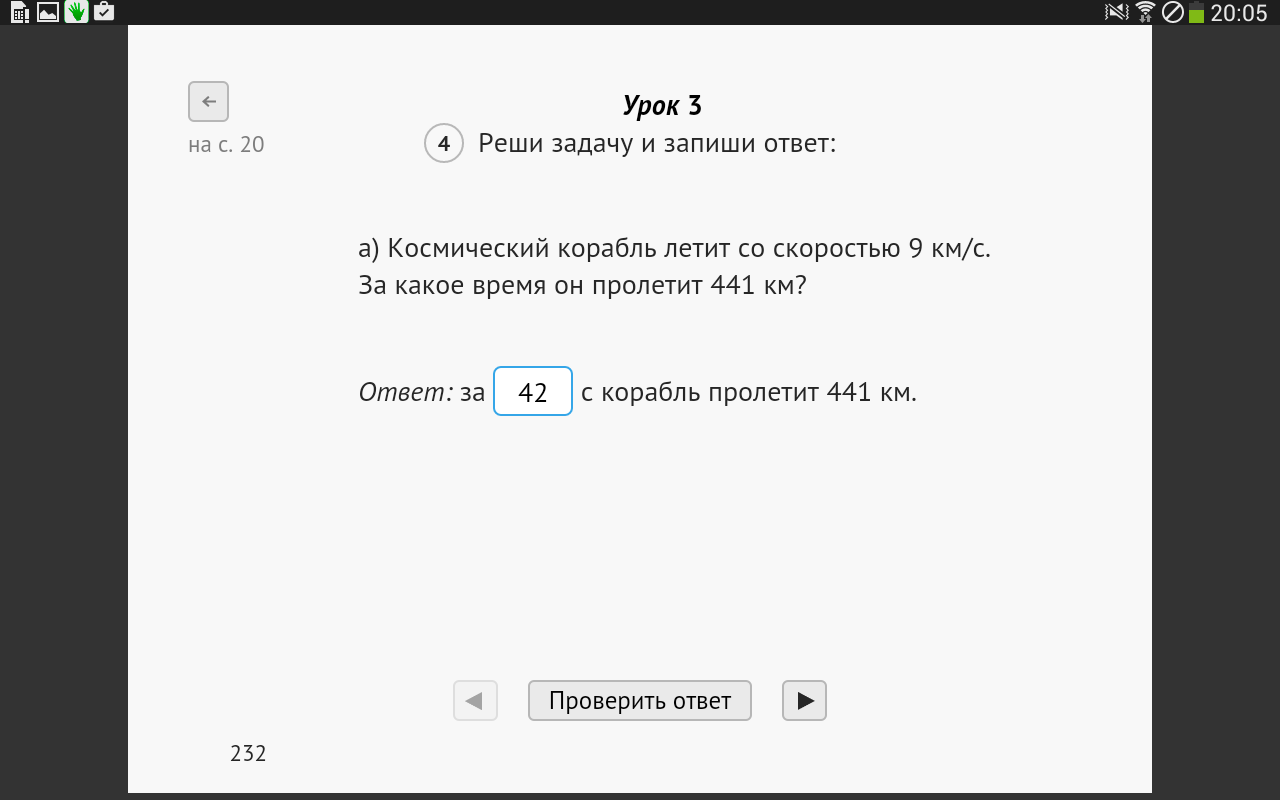 20:05
Урок 3
на с. 20
4 Реши задачу и запиши ответ:
а) Космический корабль летит со скоростью 9 км/с.
За какое время он пролетит 441 км?
Ответ: за 42 с корабль пролетит 441 км.
Проверить ответ
232